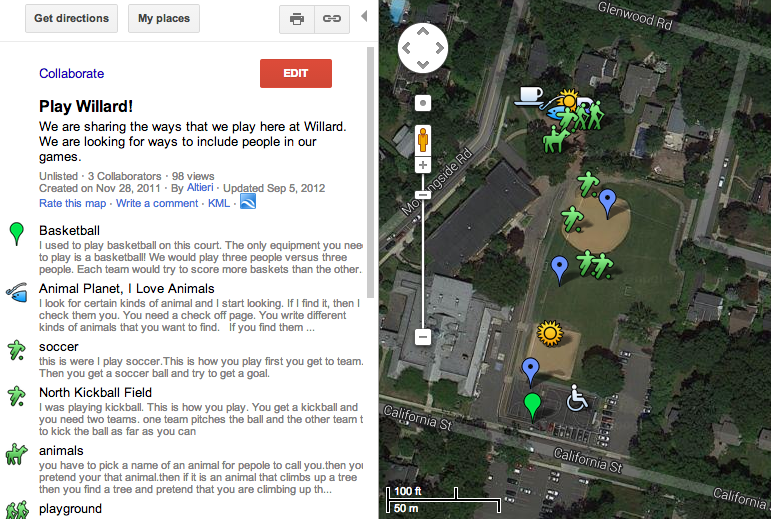 Get directions
My places
Collaborate
EDIT
Play Willard!
We are sharing the ways that we play here at Willard.
We are looking for ways to include people in our
games.
Unlisted · 3 Collaborators · 98 views
Created on Nov 28, 2011 · By Altieri · Updated Sep 5, 2012
Rate this map · Write a comment · KML ·
Basketball
I used to play basketball on this court. The only equipment you nee
to play is a basketball! We would play three people versus three
people. Each team would try to score more baskets than the other.
Animal Planet, I Love Animals
I look for certain kinds of animal and I start looking. If I find it, then I
check them you. You need a check off page. You write different
kinds of animals that you want to find. If you find them ...
soccer
this is were I play soccer.This is how you play first you get to team.
Then you get a soccer ball and try to get a goal.
North Kickball Field
I was playing kickball. This is how you play. You get a kickball and
you need two teams. one team pitches the ball and the other team t
to kick the ball as far as you can
animals
you have to pick a name of an animal for pepole to call you.then you
pretend your that animal.then if it is an animal that climbs up a tree
then you find a tree and pretend that you are climbing up th...
playground
Glenwood Rd
Morningside Rd
California St
California St
California
100 ft
50 m